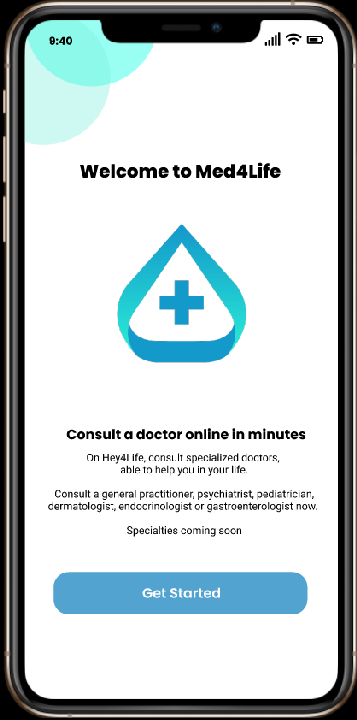 9:40
Welcome to Med4Life
Consult a doctor online in minutes
On Hey4Life, consult specialized doctors,
able to help you in your life.
Consult a general practitioner, psychiatrist, pediatrician,
dermatologist, endocrinologist or gastroenterologist now.
Specialties coming soon
Get Started